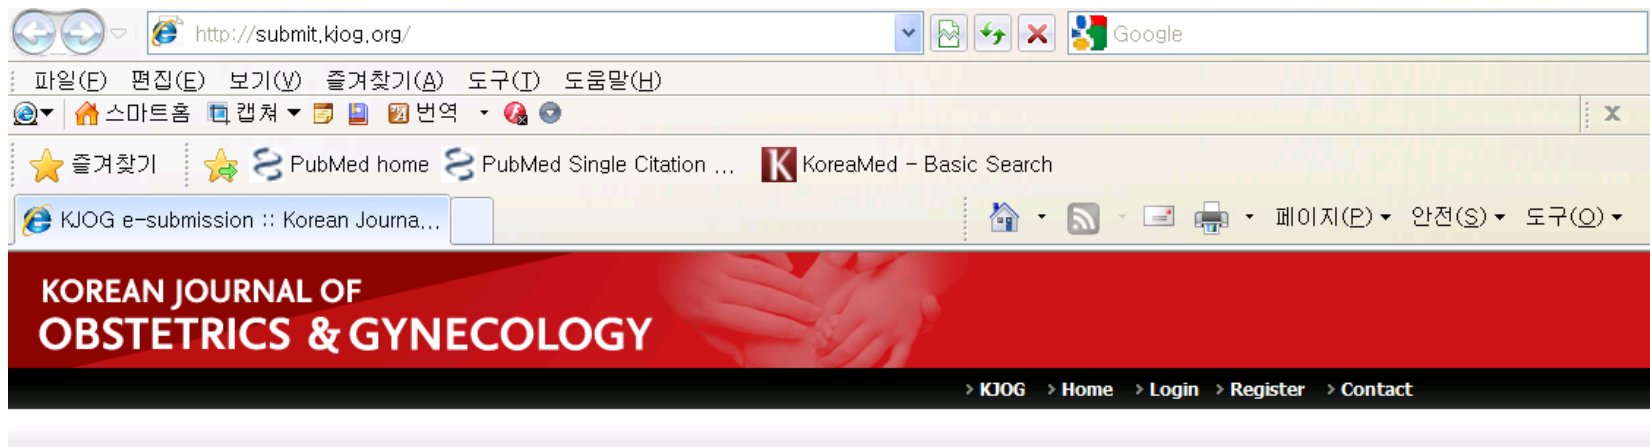 http://submit.kjog.org/ Google
파일(F) 편집(E) 보기(V) 즐겨찾기(A) 도구(T) 도움말(H)
스마트홈 캡쳐 번역 X
즐겨찾기 PubMed home PubMed Single Citation ... KoreaMed - Basic Search
KJOG e-submission :: Korean Journa... 페이지(P) 안전(S) 도구(O)
KOREAN JOURNAL OF
OBSTETRICS & GYNECOLOGY
> KJOG > Home > Login > Register > Contact